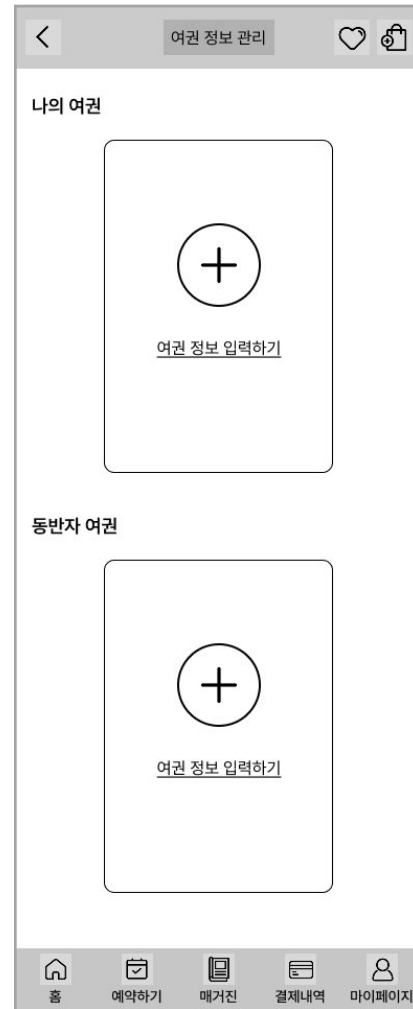 여권 정보 관리
나의 여권
여권 정보 입력하기
동반자 여권
여권 정보 입력하기
홈 예약하기 매거진 결제내역 마이페이지